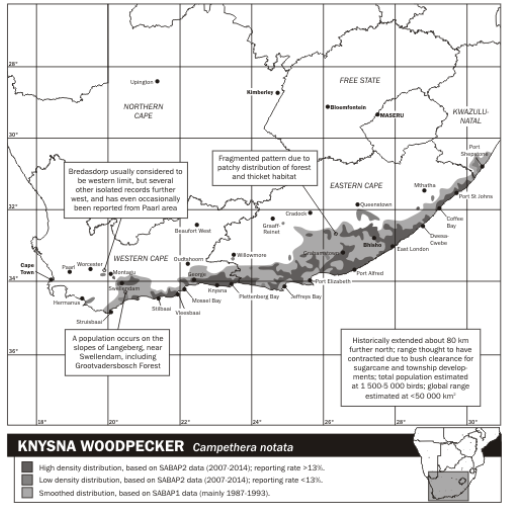 28°
Upington
Kimberley
FREE STATE
Bloemfontein
MASERU
NORTHERN
CAPE
KWAZULU-
NATAL
30°
Port
Shepstone
Bredasdorp usually considered to
be western limit, but several
other isolated records further
west, and has even occasionally
been reported from Paarl area
Fragmented pattern due to
patchy distribution of forest
and thicket habitat
EASTERN CAPE
Mthatha
Queenstown
Port St Johns
32°
Cradock
Graaff-
Reinet
Coffee
Bay
Beaufort West
Dwesa-
Cwebe
Bhisho
East London
Grahamstown
Willowmore
WESTERN CAPE
Oudtshoorn
Cape
Town
Paarl
Worcester
Montagu
George
Port Alfred
34°
Swellendam
Port Elizabeth
Knysna
Plettenberg Bay
Jeffreys Bay
Hermanus
Mossel Bay
Stilbaai
Vleesbaai
Struisbaai
A population occurs on the
slopes of Langeberg, near
Swellendam, including
Grootvadersbosch Forest
Historically extended about 80 km
further north; range thought to have
contracted due to bush clearance for
sugarcane and township develop-
ments; total population estimated
at 1 500-5 000 birds; global range
estimated at <50 000 km²
36°
18° 20° 22° 24° 26° 28° 30°
KNYSNA WOODPECKER Campethera notata
High density distribution, based on SABAP2 data (2007-2014); reporting rate >13%.
Low density distribution, based on SABAP2 data (2007-2014); reporting rate <13%.
Smoothed distribution, based on SABAP1 data (mainly 1987-1993).